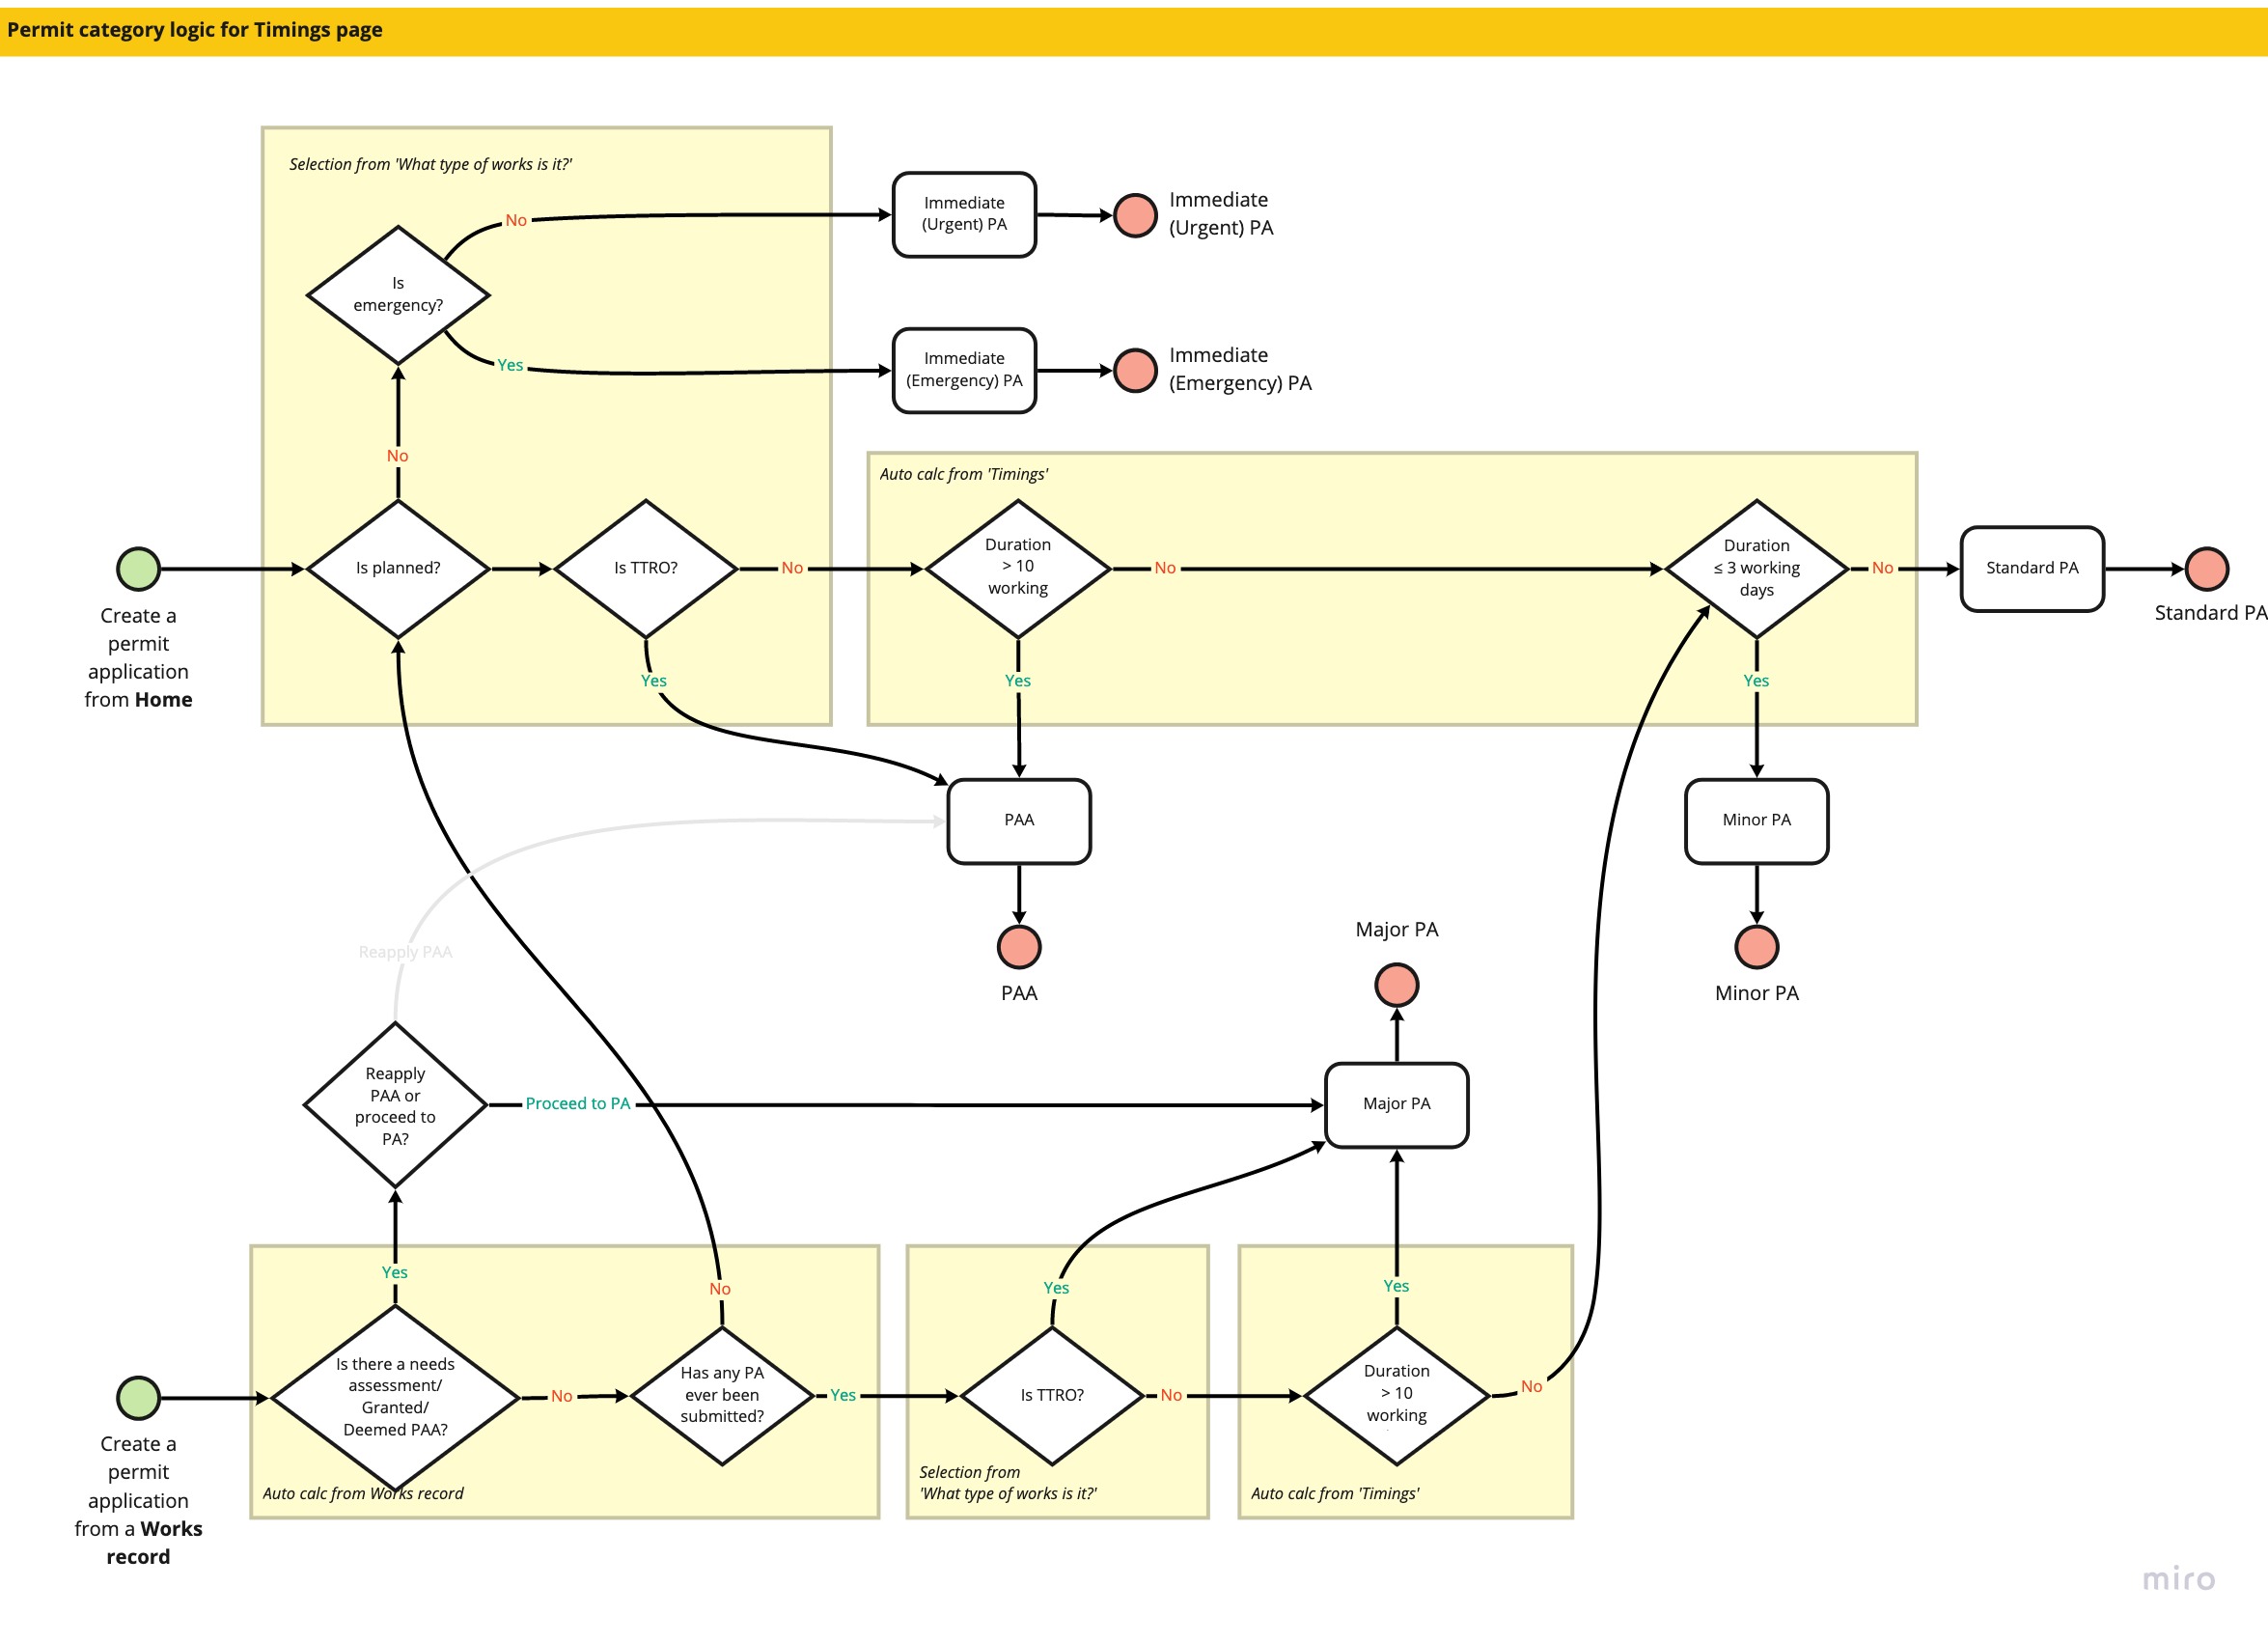 Permit category logic for Timings page
Selection from 'What type of works is it?'
No
Immediate
(Urgent) PA
Immediate
(Urgent) PA
Is
emergency?
Yes
Immediate
(Emergency) PA
Immediate
(Emergency) PA
No
Auto calc from 'Timings'
Create a
permit
application
from Home
Is planned?
Is TTRO?
No
Duration
> 10
working
No
Duration
≤ 3 working
days
No
Standard PA
Standard PA
Yes
Yes
Yes
PAA
Minor PA
Reapply PAA
PAA
Major PA
Minor PA
Reapply
PAA or
proceed to
PA?
Proceed to PA
Major PA
Yes
No
Yes
Yes
Create a
permit
application
from a Works
record
Is there a needs
assessment/
Granted/
Deemed PAA?
No
Has any PA
ever been
submitted?
Yes
Is TTRO?
No
Duration
> 10
working
No
Auto calc from Works record
Selection from
'What type of works is it?'
Auto calc from 'Timings'
miro